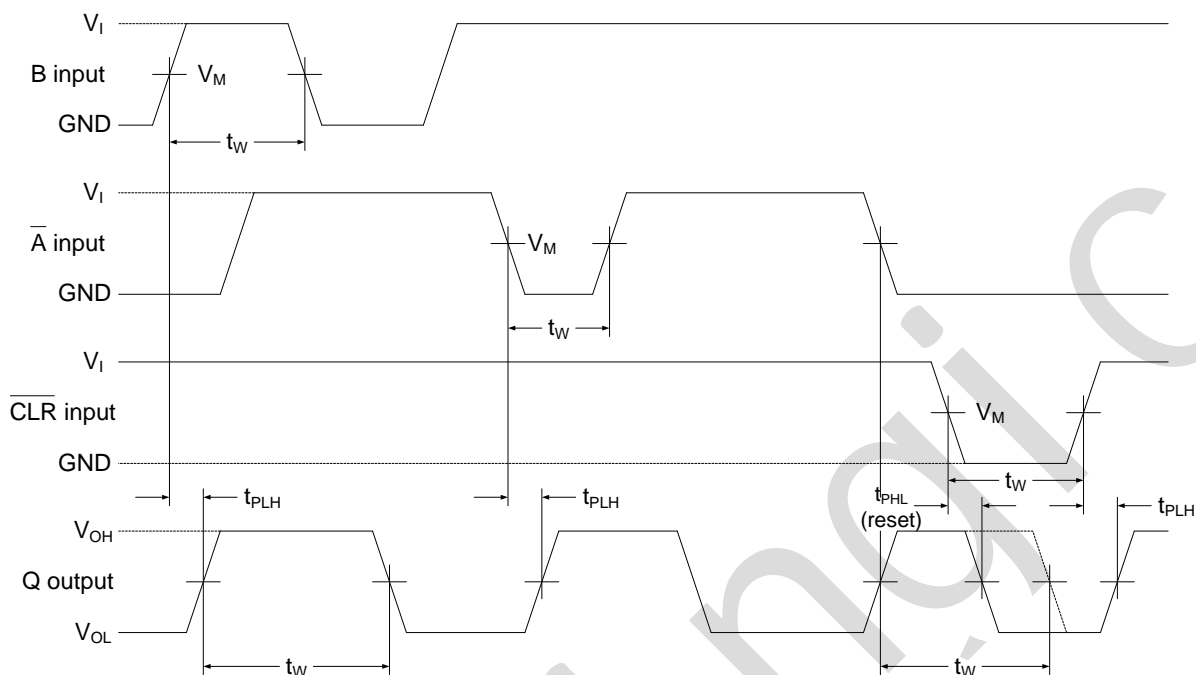 V_I
B input
V_M
GND
t_W
V_I
A̅ input
V_M
GND
t_W
V_I
C̅L̅R̅ input
V_M
GND
t_W
t_PLH
t_PLH
t_PHL
(reset)
t_PLH
V_OH
Q output
V_OL
t_W
t_W